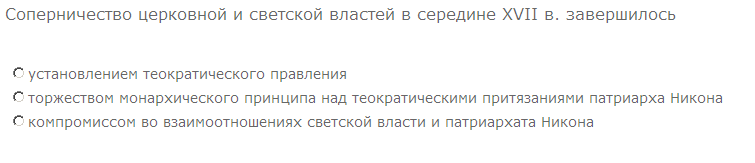 Соперничество церковной и светской властей в середине XVII в. завершилось
установлением теократического правления
торжеством монархического принципа над теократическими притязаниями патриарха Никона
компромиссом во взаимоотношениях светской власти и патриархата Никона